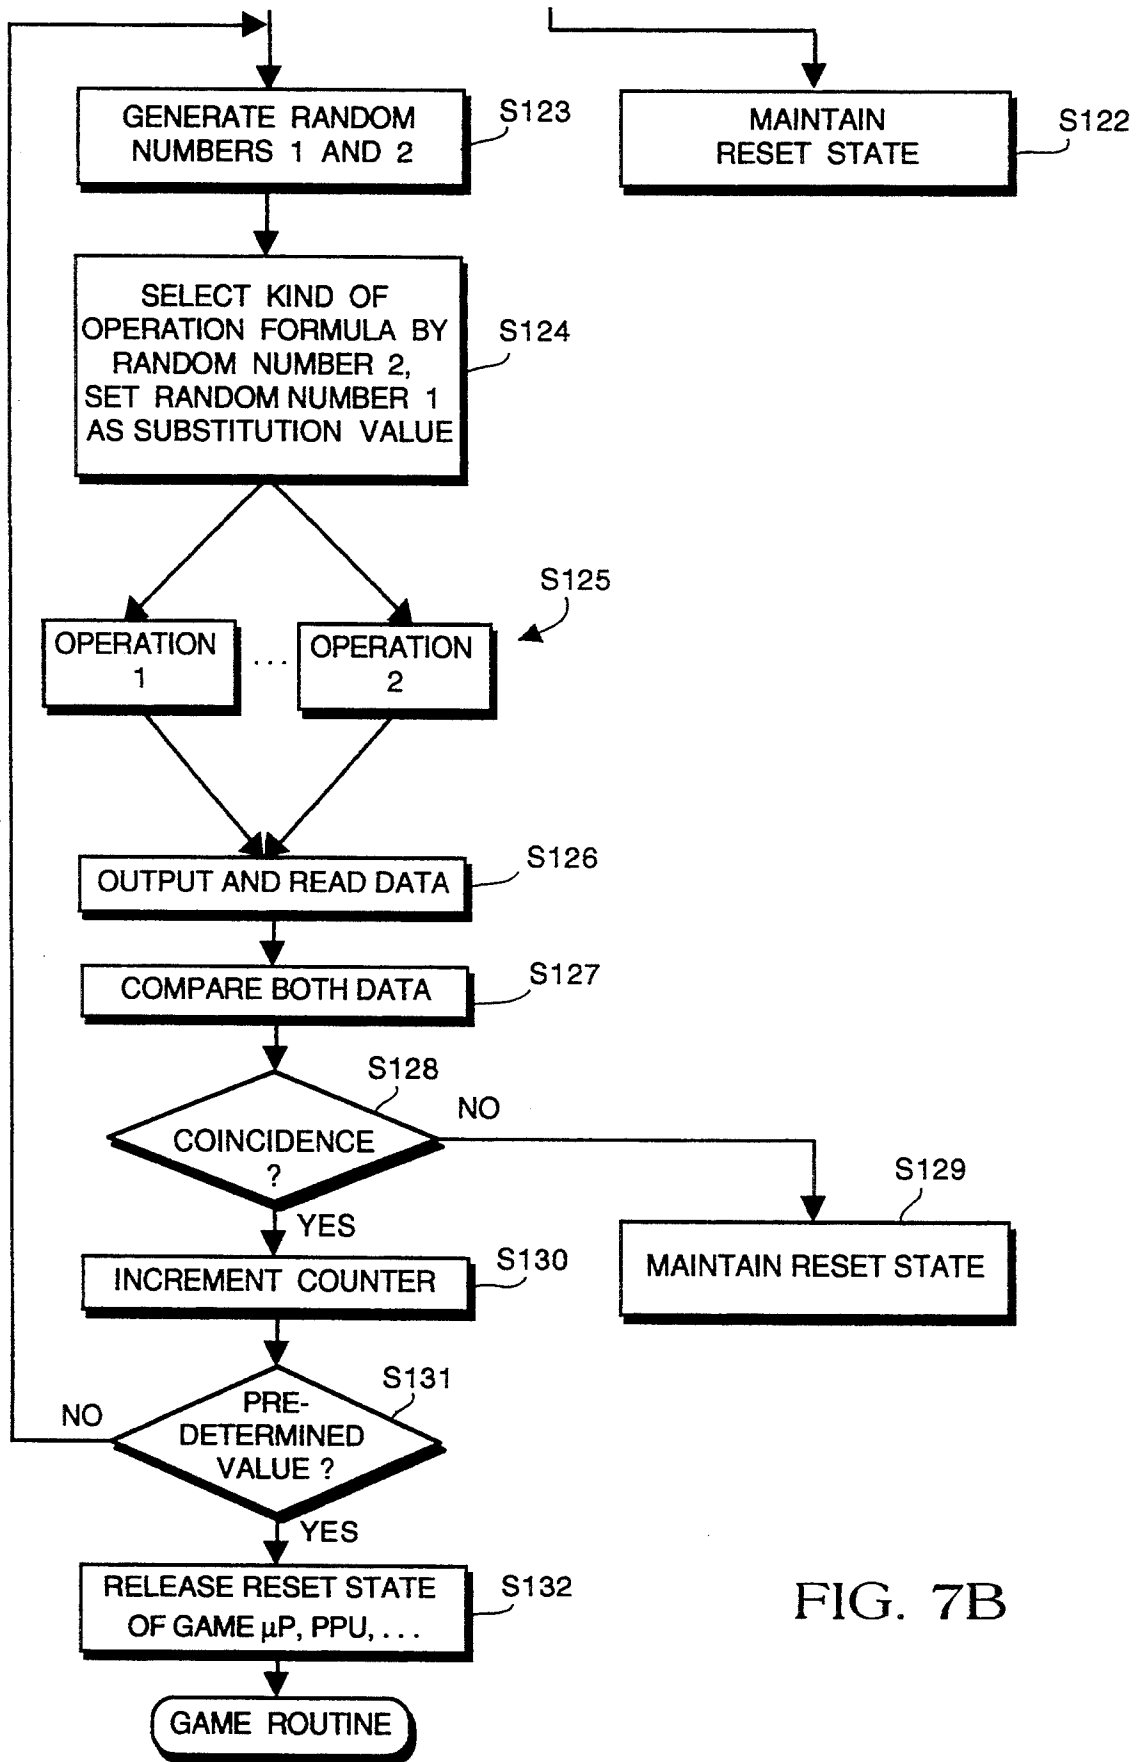 GENERATE RANDOM
NUMBERS 1 AND 2
S123
MAINTAIN
RESET STATE
S122
SELECT KIND OF
OPERATION FORMULA BY
RANDOM NUMBER 2,
SET RANDOM NUMBER 1
AS SUBSTITUTION VALUE
S124
S125
OPERATION
1
...
OPERATION
2
OUTPUT AND READ DATA
S126
COMPARE BOTH DATA
S127
S128
COINCIDENCE
?
NO
YES
S129
MAINTAIN RESET STATE
INCREMENT COUNTER
S130
S131
PRE-
DETERMINED
VALUE ?
NO
YES
RELEASE RESET STATE
OF GAME μP, PPU, ...
S132
GAME ROUTINE
FIG. 7B